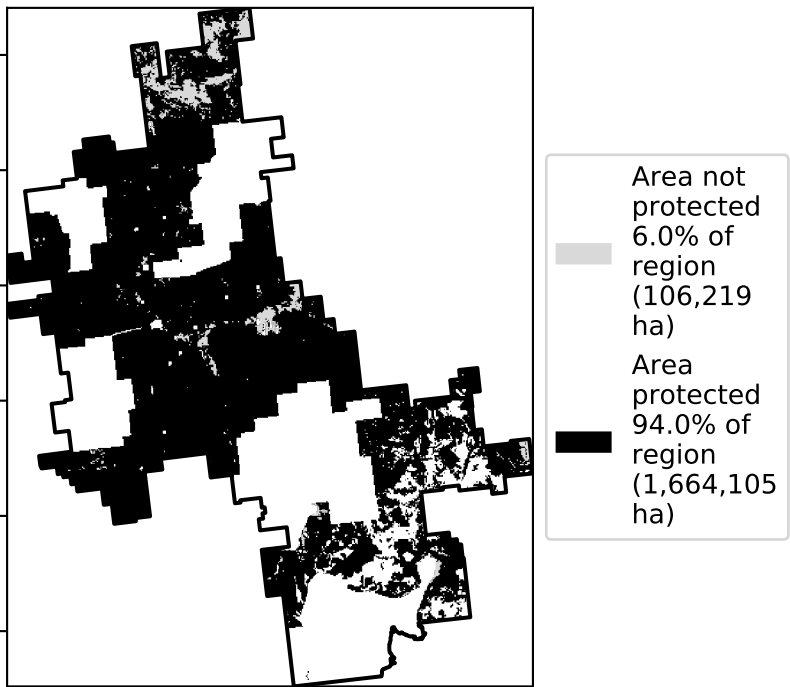 Area not
protected
6.0% of
region
(106,219
ha)
Area
protected
94.0% of
region
(1,664,105
ha)